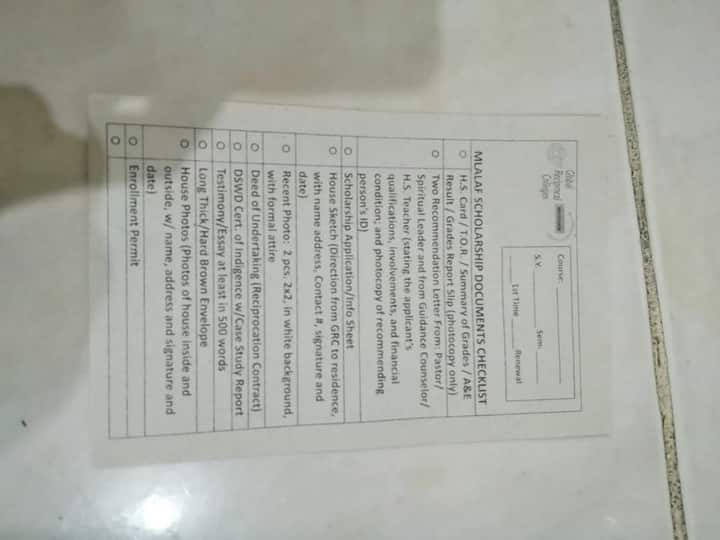 Global
Reciprocal
Colleges
Course:
S.Y. Sem:
1st Time Renewal
MLALAF SCHOLARSHIP DOCUMENTS CHECKLIST
H.S. Card / T.O.R. / Summary of Grades / A&E
Result / Grades Report Slip (photocopy only)
Two Recommendation Letter From: Pastor/
Spiritual Leader and from Guidance Counselor/
H.S. Teacher (stating the applicant's
qualifications, involvements, and financial
condition; and photocopy of recommending
person's ID)
Scholarship Application/Info Sheet
House Sketch (Direction from GRC to residence,
with name address, Contact #, signature and
date)
Recent Photo: 2 pcs. 2x2, in white background,
with formal attire
Deed of Undertaking (Reciprocation Contract)
DSWD Cert. of Indigence w/Case Study Report
Testimony/Essay at least in 500 words
Long Thick/Hard Brown Envelope
House Photos (Photos of house inside and
outside, w/ name, address and signature and
date)
Enrollment Permit